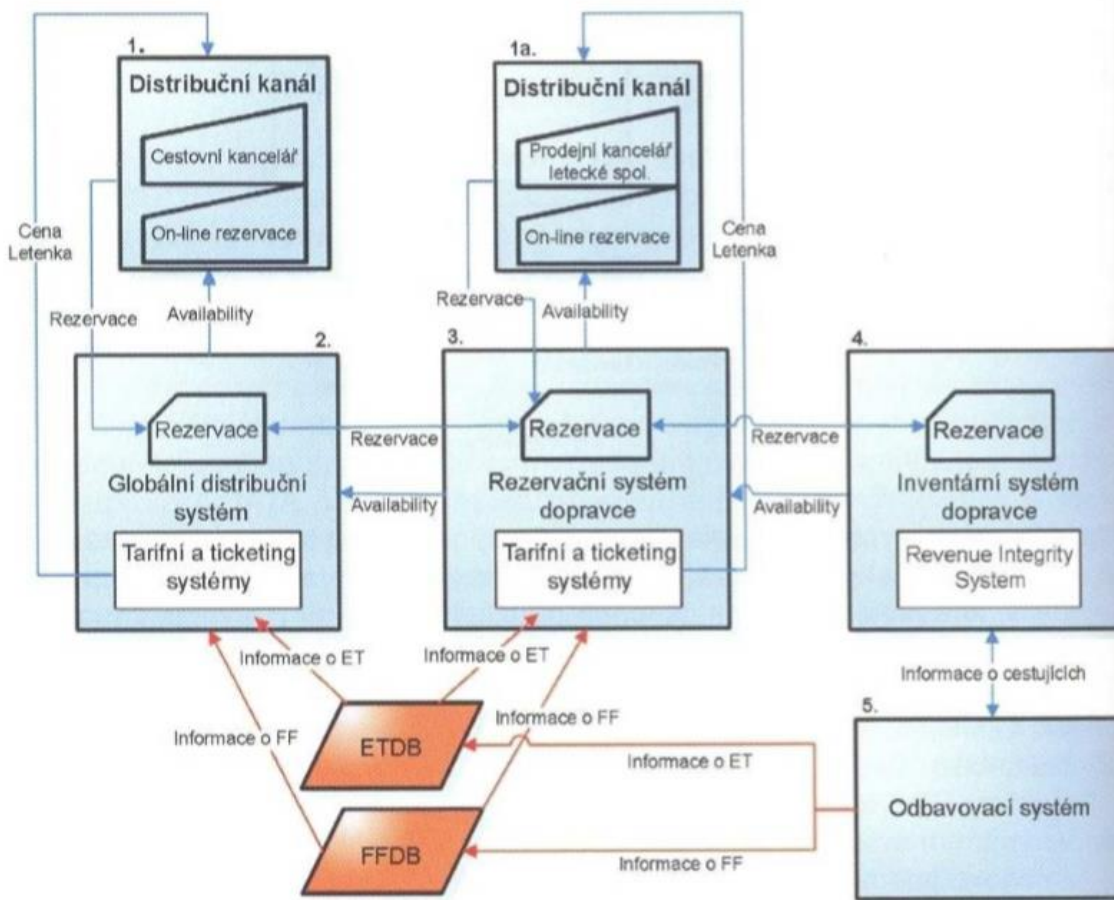 1.
Distribuční kanál
Cestovní kancelář
On-line rezervace
1a.
Distribuční kanál
Prodejní kancelář
letecké spol.
On-line rezervace
Cena
Letenka
Cena
Letenka
Rezervace
Availability
Rezervace
Availability
2.
Rezervace
Globální distribuční
systém
Tarifní a ticketing
systémy
Rezervace
Availability
3.
Rezervace
Rezervační systém
dopravce
Tarifní a ticketing
systémy
Rezervace
Availability
4.
Rezervace
Inventární systém
dopravce
Revenue Integrity
System
Informace o ET
Informace o ET
Informace o FF
Informace o FF
Informace o cestujících
ETDB
Informace o ET
FFDB
Informace o FF
5.
Odbavovací systém